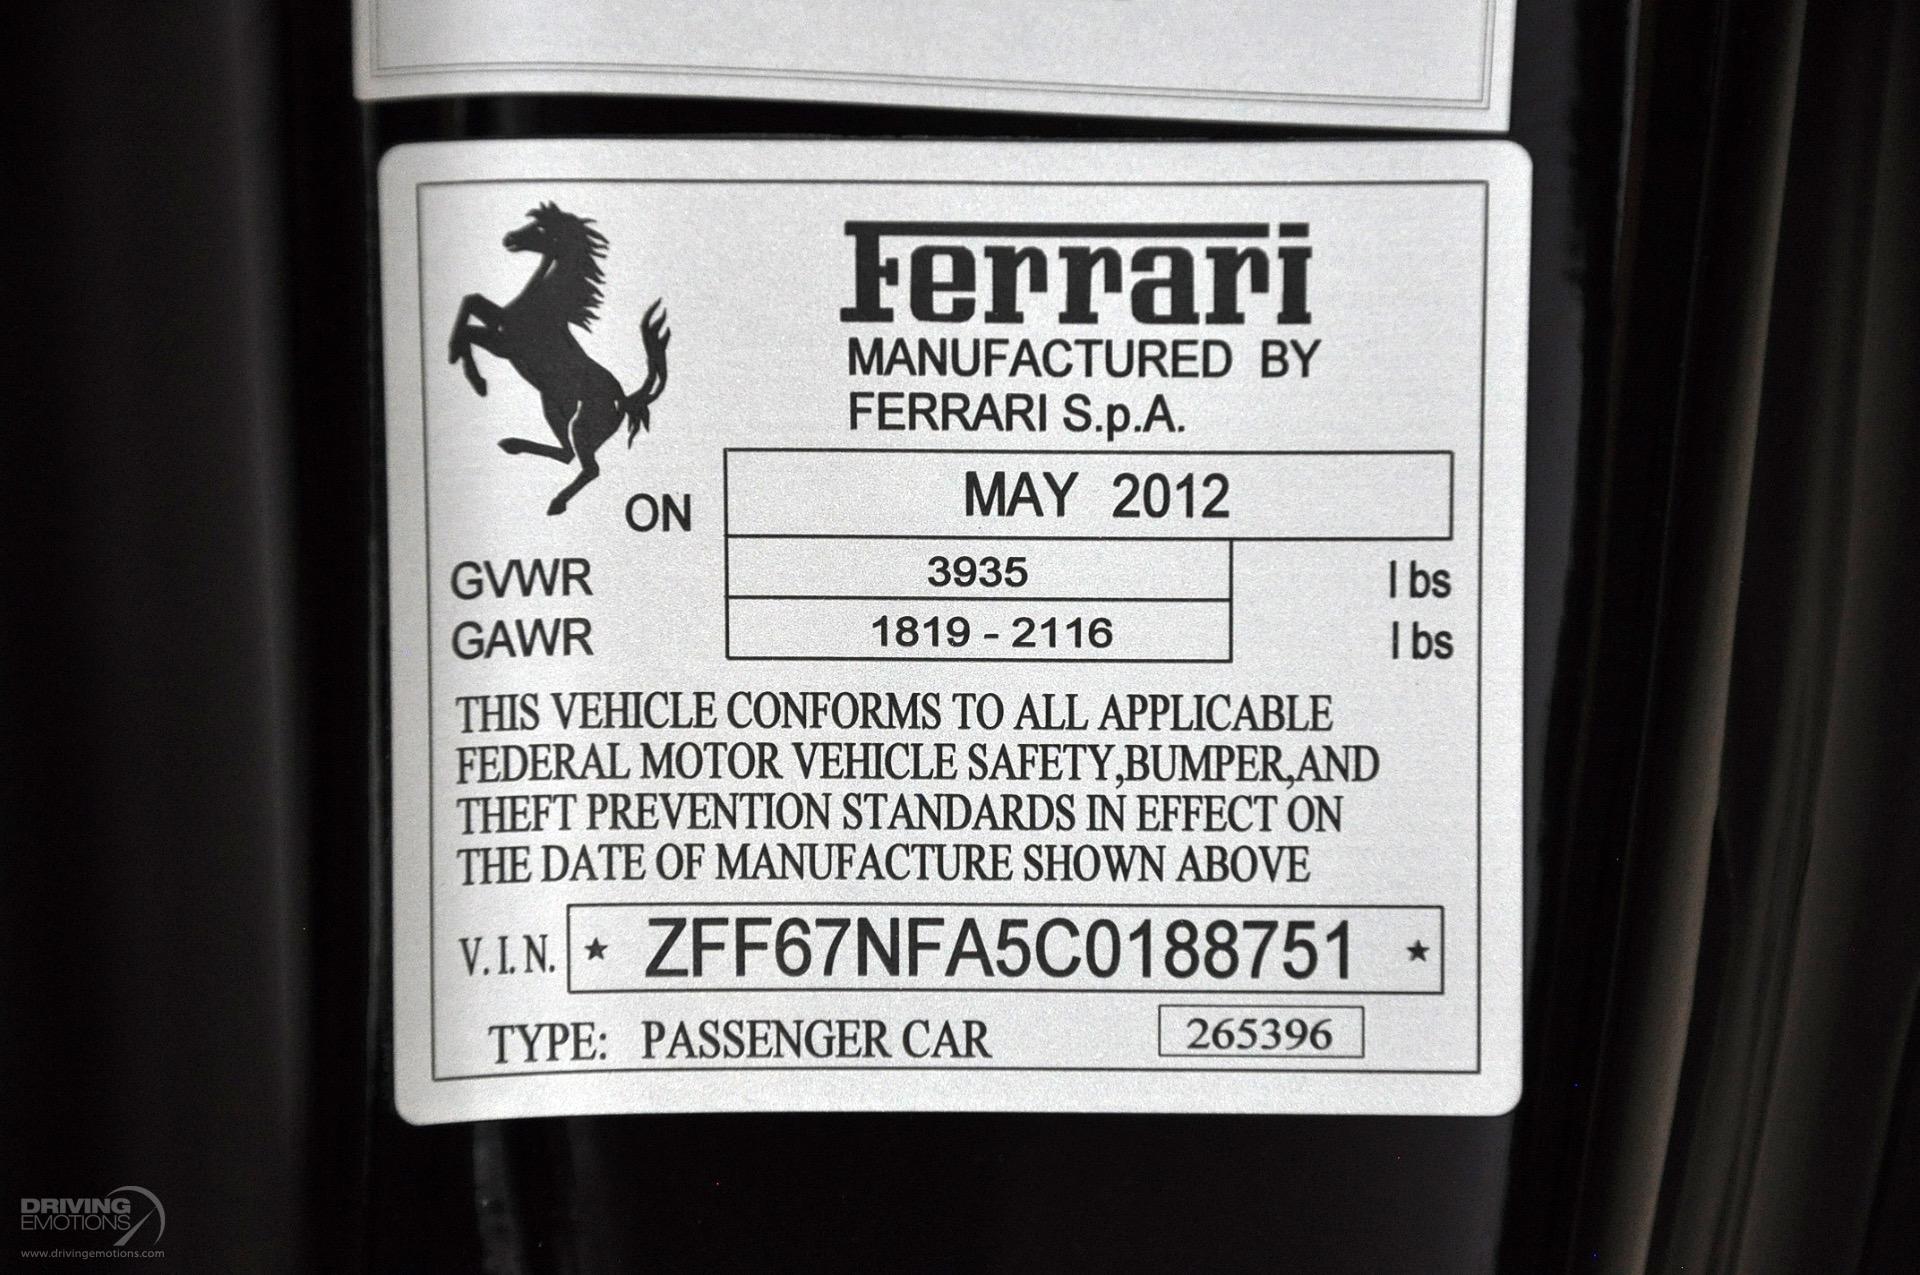 Ferrari
MANUFACTURED BY
FERRARI S.p.A.
ON MAY 2012
GVWR 3935 lbs
GAWR 1819 - 2116 lbs
THIS VEHICLE CONFORMS TO ALL APPLICABLE
FEDERAL MOTOR VEHICLE SAFETY,BUMPER,AND
THEFT PREVENTION STANDARDS IN EFFECT ON
THE DATE OF MANUFACTURE SHOWN ABOVE
V.I.N. ★ ZFF67NFA5C0188751 ★
TYPE: PASSENGER CAR 265396
DRIVING
EMOTIONS
www.drivingemotions.com